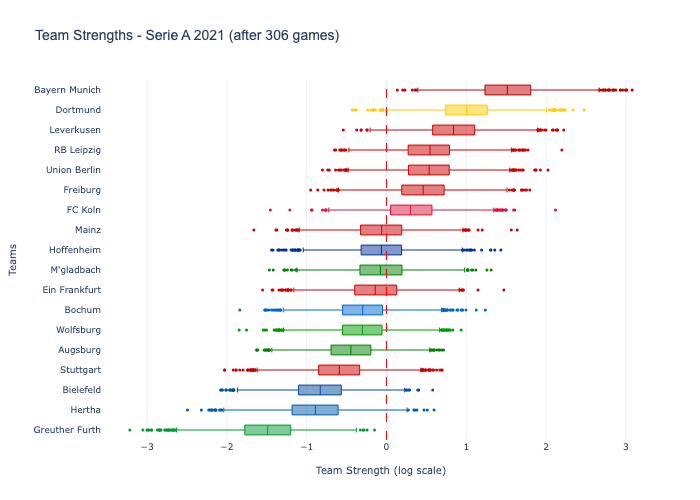 Team Strengths - Serie A 2021 (after 306 games)
Bayern Munich
Dortmund
Leverkusen
RB Leipzig
Union Berlin
Freiburg
FC Koln
Mainz
Hoffenheim
M'gladbach
Ein Frankfurt
Bochum
Wolfsburg
Augsburg
Stuttgart
Bielefeld
Hertha
Greuther Furth
Teams
−3 −2 −1 0 1 2 3
Team Strength (log scale)